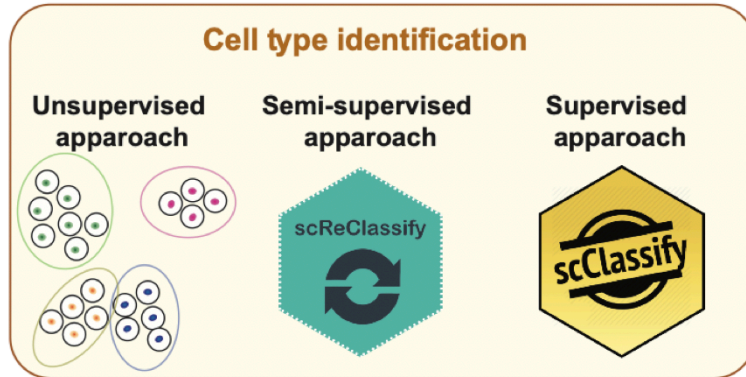 Cell type identification
Unsupervised
apparoach
Semi-supervised
apparoach
Supervised
apparoach
scReClassify
scClassify